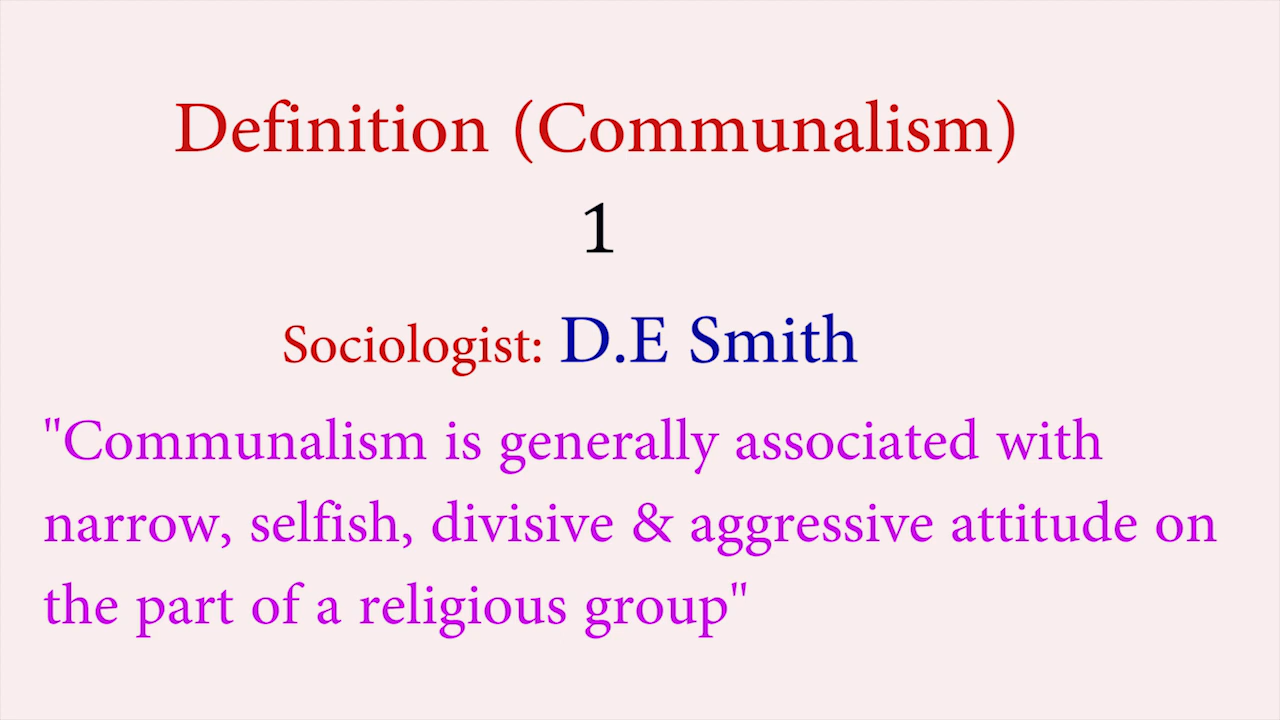 Definition (Communalism)
1
Sociologist: D.E Smith
"Communalism is generally associated with
narrow, selfish, divisive & aggressive attitude on
the part of a religious group"